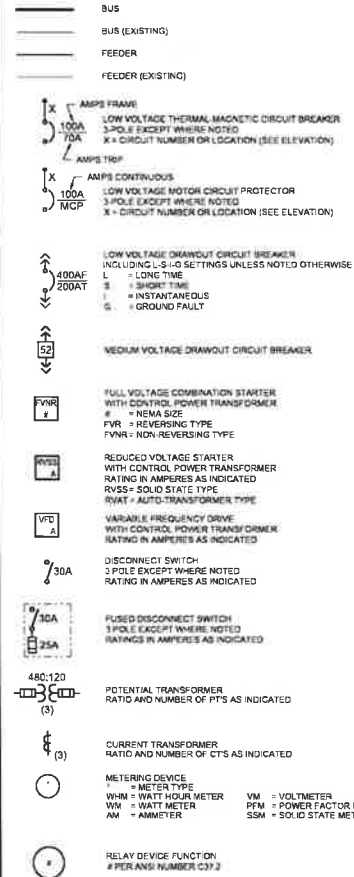 BUS
BUS (EXISTING)
FEEDER
FEEDER (EXISTING)
X AMPS FRAME
100A
70A
AMPS TRIP
LOW VOLTAGE THERMAL-MAGNETIC CIRCUIT BREAKER
3-POLE EXCEPT WHERE NOTED
X = CIRCUIT NUMBER OR LOCATION (SEE ELEVATION)
X AMPS CONTINUOUS
100A
MCP
LOW VOLTAGE MOTOR CIRCUIT PROTECTOR
3-POLE EXCEPT WHERE NOTED
X = CIRCUIT NUMBER OR LOCATION (SEE ELEVATION)
400AF
200AT
LOW VOLTAGE DRAWOUT CIRCUIT BREAKER
INCLUDING L-S-I-G SETTINGS UNLESS NOTED OTHERWISE
L = LONG TIME
S = SHORT TIME
I = INSTANTANEOUS
G = GROUND FAULT
52
MEDIUM VOLTAGE DRAWOUT CIRCUIT BREAKER
FVNR
#
FULL VOLTAGE COMBINATION STARTER
WITH CONTROL POWER TRANSFORMER
# = NEMA SIZE
FVR = REVERSING TYPE
FVNR = NON-REVERSING TYPE
RVSS
A
REDUCED VOLTAGE STARTER
WITH CONTROL POWER TRANSFORMER
RATING IN AMPERES AS INDICATED
RVSS = SOLID STATE TYPE
RVAT = AUTO-TRANSFORMER TYPE
VFD
A
VARIABLE FREQUENCY DRIVE
WITH CONTROL POWER TRANSFORMER
RATING IN AMPERES AS INDICATED
30A
DISCONNECT SWITCH
3 POLE EXCEPT WHERE NOTED
RATING IN AMPERES AS INDICATED
30A
25A
FUSED DISCONNECT SWITCH
3 POLE EXCEPT WHERE NOTED
RATINGS IN AMPERES AS INDICATED
480:120
(3)
POTENTIAL TRANSFORMER
RATIO AND NUMBER OF PT'S AS INDICATED
(3)
CURRENT TRANSFORMER
RATIO AND NUMBER OF CT'S AS INDICATED
*
METERING DEVICE
* = METER TYPE
WHM = WATT HOUR METER VM = VOLTMETER
WM = WATT METER PFM = POWER FACTOR
AM = AMMETER SSM = SOLID STATE
#
RELAY DEVICE FUNCTION
# PER ANSI NUMBER C37.2